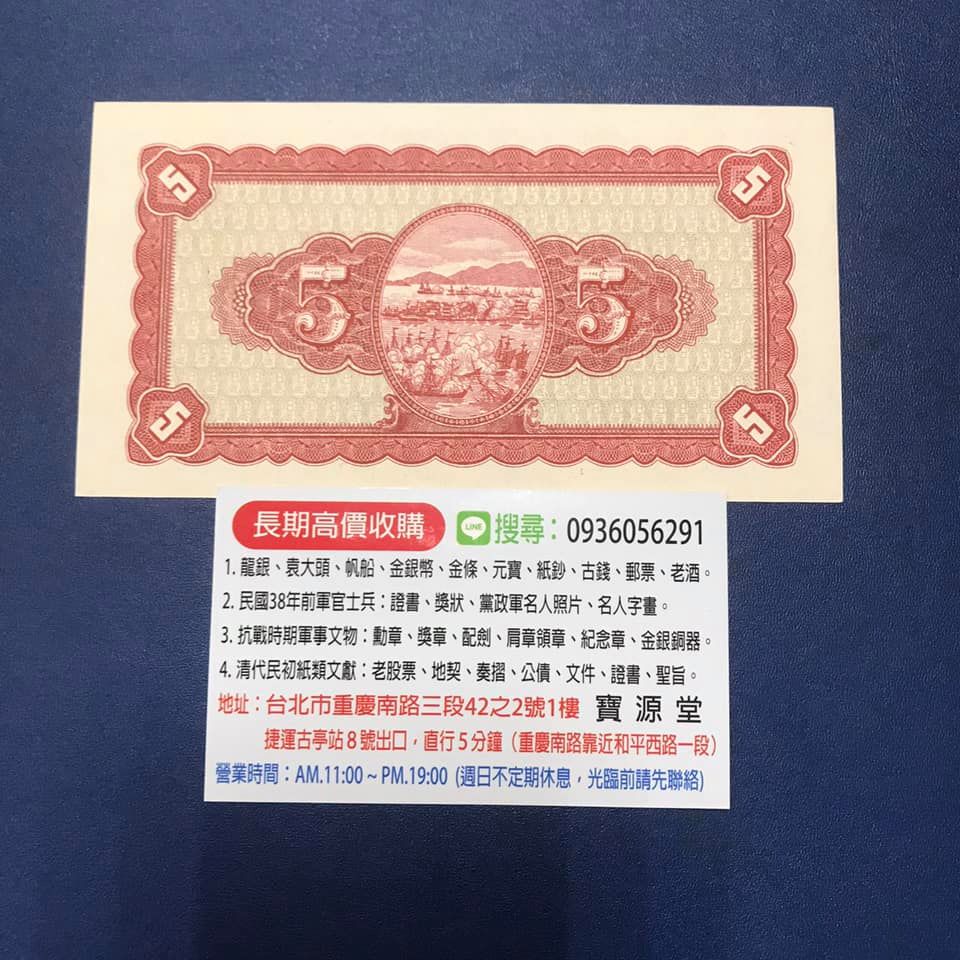 5 5
5 5
5 5
長期高價收購 LINE 搜尋：0936056291
1. 龍銀、袁大頭、帆船、金銀幣、金條、元寶、紙鈔、古錢、郵票、老酒。
2. 民國38年前軍官士兵：證書、獎狀、黨政軍名人照片、名人字畫。
3. 抗戰時期軍事文物：勳章、獎章、配劍、肩章領章、紀念章、金銀銅器。
4. 清代民初紙類文獻：老股票、地契、奏摺、公債、文件、證書、聖旨。
地址：台北市重慶南路三段42之2號1樓 寶源堂
捷運古亭站8號出口，直行5分鐘（重慶南路靠近和平西路一段）
營業時間：AM.11:00 ~ PM.19:00 (週日不定期休息，光臨前請先聯絡)